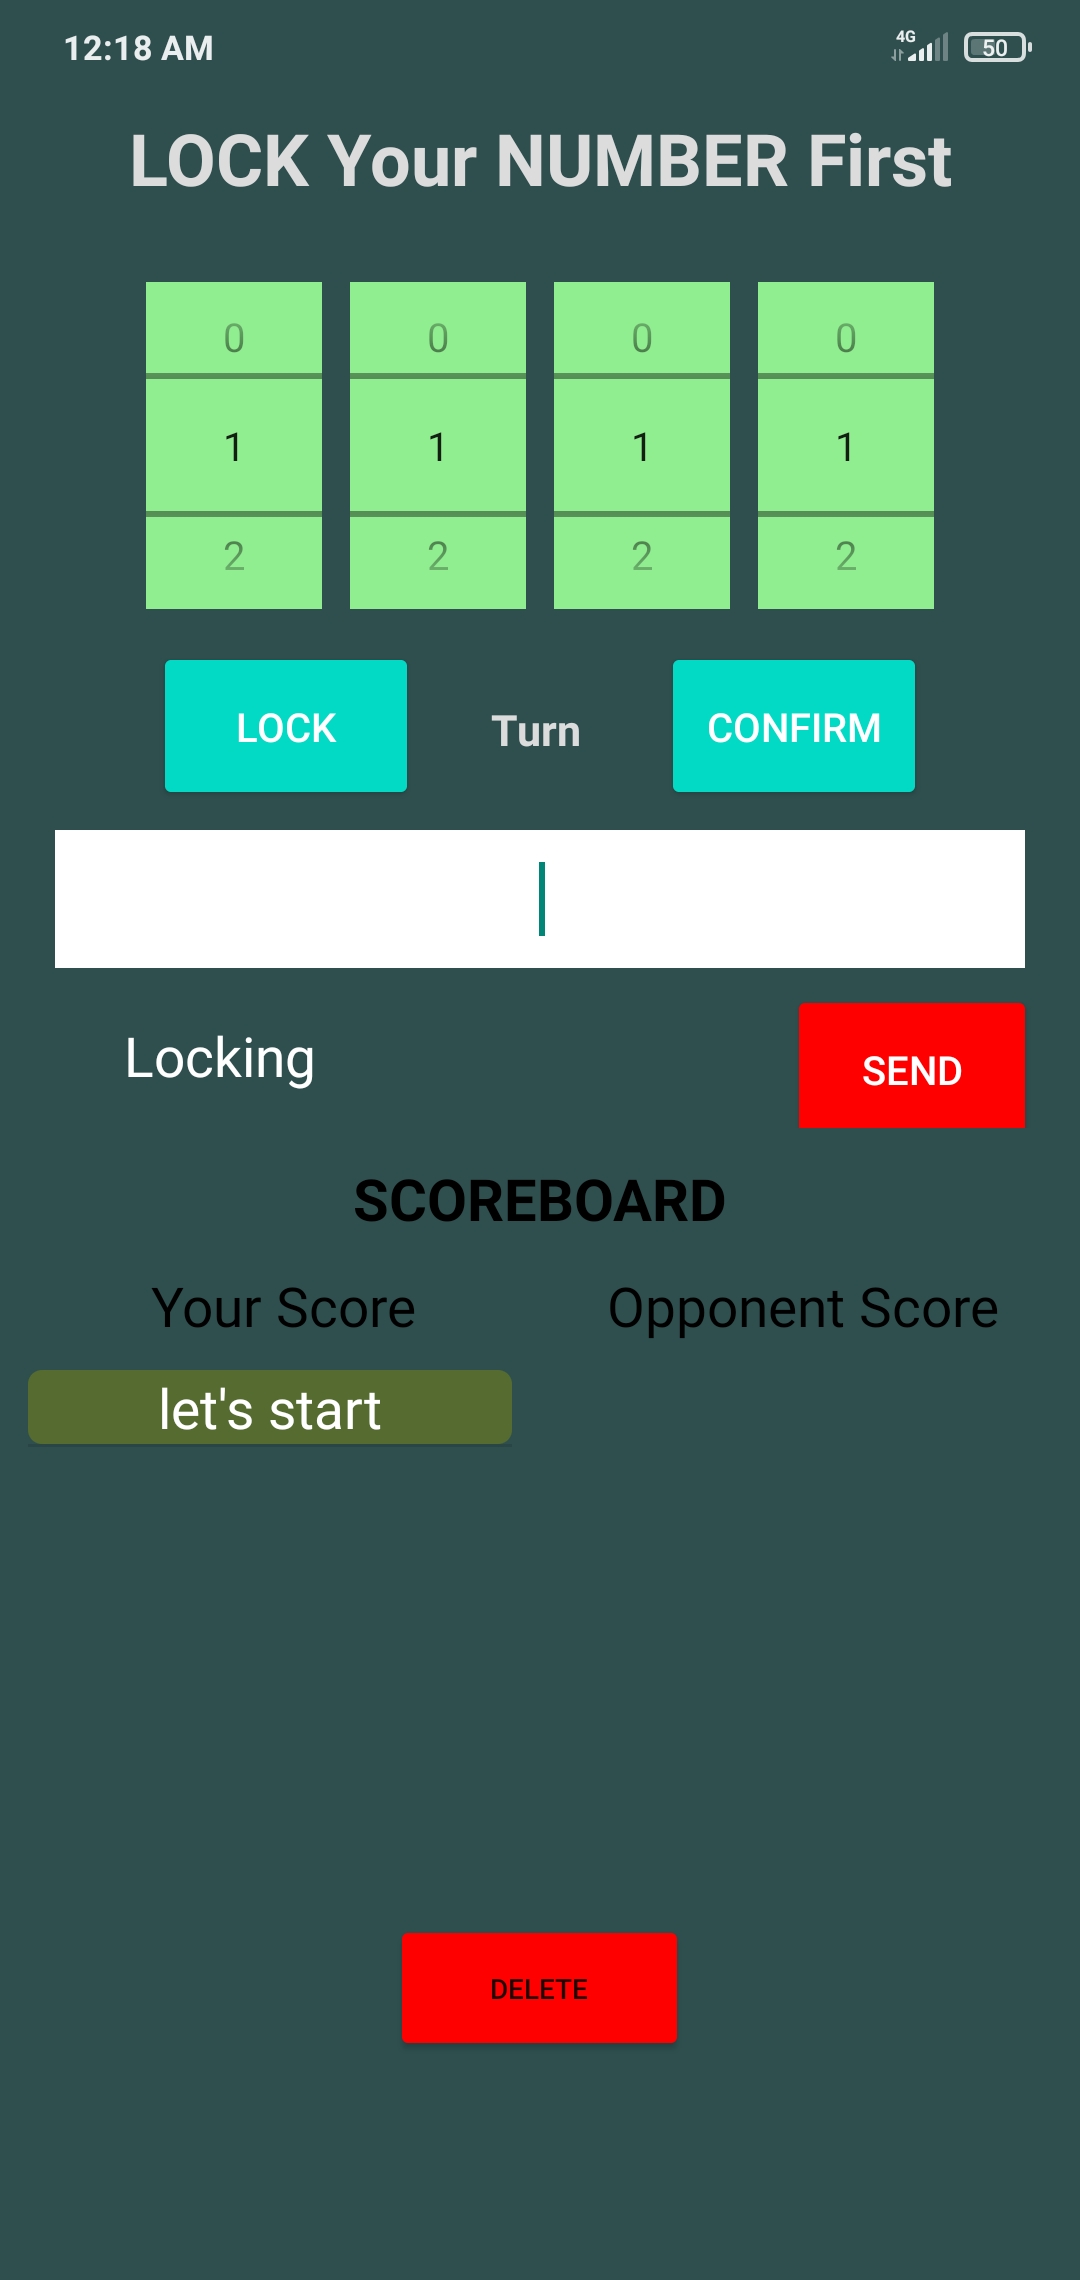 12:18 AM 4G 50
LOCK Your NUMBER First
0 0 0 0
1 1 1 1
2 2 2 2
LOCK Turn CONFIRM
Locking SEND
SCOREBOARD
Your Score Opponent Score
let's start
DELETE